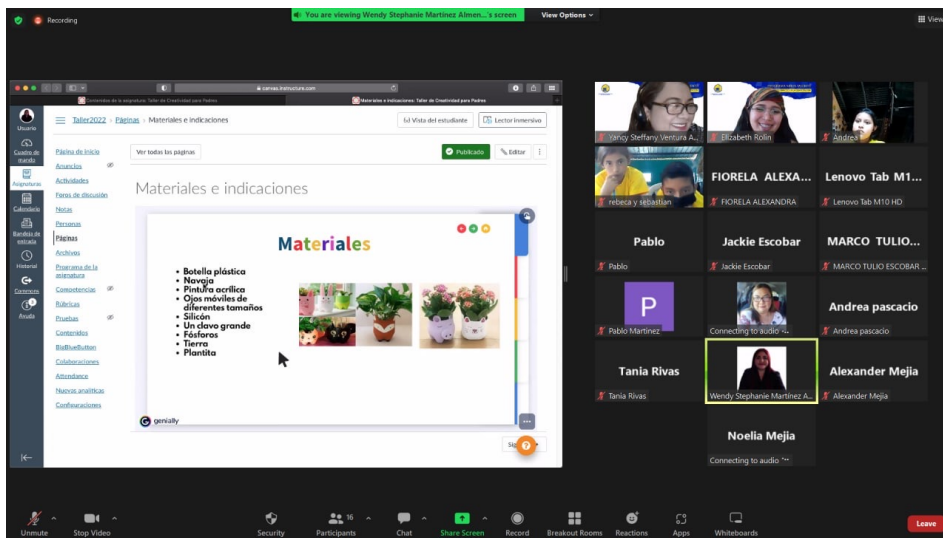 Recording
You are viewing Wendy Stephanie Martínez Almen...'s screen
View Options
View
canvas.instructure.com
Contenidos de la asignatura: Taller de Creatividad para Padres
Materiales e indicaciones: Taller de Creatividad para Padres
Taller2022 › Páginas › Materiales e indicaciones
Vista del estudiante
Lector inmersivo
Usuario
Cuadro de mando
Asignaturas
Calendario
Bandeja de entrada
Historial
Commons
Ayuda
Página de Inicio
Anuncios
Actividades
Foros de discusión
Notas
Personas
Páginas
Archivos
Programa de la asignatura
Competencias
Rúbricas
Pruebas
Contenidos
BigBlueButton
Colaboraciones
Attendance
Nuevas analíticas
Configuraciones
Ver todas las páginas
Publicado
Editar
Materiales e indicaciones
Materiales
• Botella plástica
• Navaja
• Pintura acrílica
• Ojos móviles de
diferentes tamaños
• Silicón
• Un clavo grande
• Fósforos
• Tierra
• Plantita
genially
Yancy Steffany Ventura A...
Elizabeth Rolin
Andrea
rebeca y sebastian
FIORELA ALEXA...
FIORELA ALEXANDRA
Lenovo Tab M1...
Lenovo Tab M10 HD
Pablo
Pablo
Jackie Escobar
Jackie Escobar
MARCO TULIO...
MARCO TULIO ESCOBAR ...
P
Pablo Martinez
Connecting to audio ···
Andrea pascacio
Andrea pascacio
Tania Rivas
Tania Rivas
Wendy Stephanie Martínez A...
Alexander Mejia
Alexander Mejia
Noelia Mejia
Connecting to audio ···
Unmute
Stop Video
Security
Participants
16
Chat
Share Screen
Record
Breakout Rooms
Reactions
Apps
Whiteboards
Leave